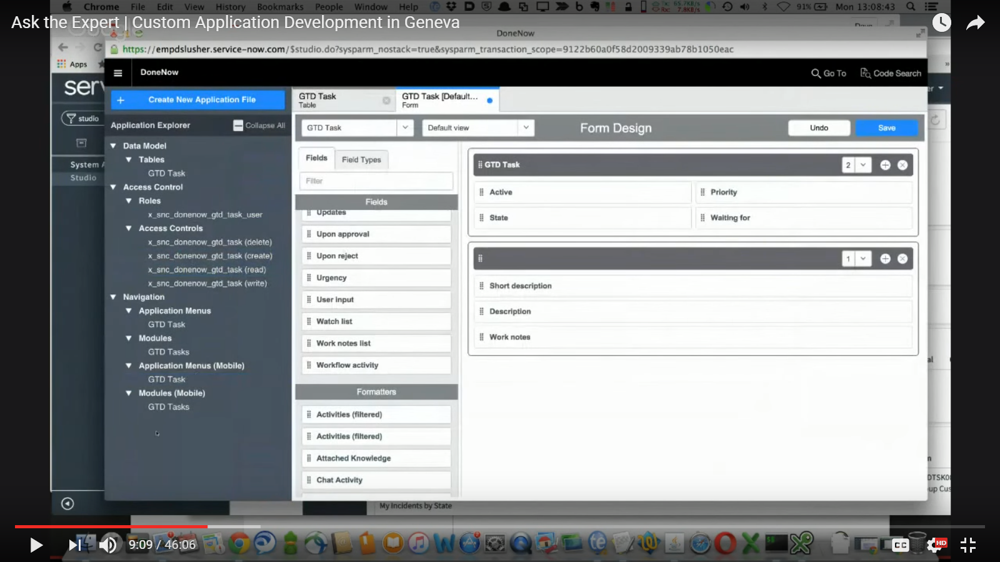 Chrome File Edit View History Bookmarks People Window Help
91% Mon 13:08:43
Ask the Expert | Custom Application Development in Geneva
DoneNow
https://empdslusher.service-now.com/$studio.do?sysparm_nostack=true&sysparm_transaction_scope=9122b60a0f58d2009339ab78b1050eac
Apps
DoneNow
Go To
Code Search
serv
studio
System A
Studio
Create New Application File
Application Explorer
Collapse All
Data Model
Tables
GTD Task
Access Control
Roles
x_snc_donenow_gtd_task_user
Access Controls
x_snc_donenow_gtd_task (delete)
x_snc_donenow_gtd_task (create)
x_snc_donenow_gtd_task (read)
x_snc_donenow_gtd_task (write)
Navigation
Application Menus
GTD Task
Modules
GTD Tasks
Application Menus (Mobile)
GTD Task
Modules (Mobile)
GTD Tasks
GTD Task
Table
GTD Task [Default...
Form
GTD Task
Default view
Form Design
Undo
Save
Fields
Field Types
Filter
Fields
Updates
Upon approval
Upon reject
Urgency
User input
Watch list
Work notes list
Workflow activity
Formatters
Activities (filtered)
Activities (filtered)
Attached Knowledge
Chat Activity
GTD Task
2
Active
Priority
State
Waiting for
1
Short description
Description
Work notes
My Incidents by State
9:09 / 46:06
CC
HD